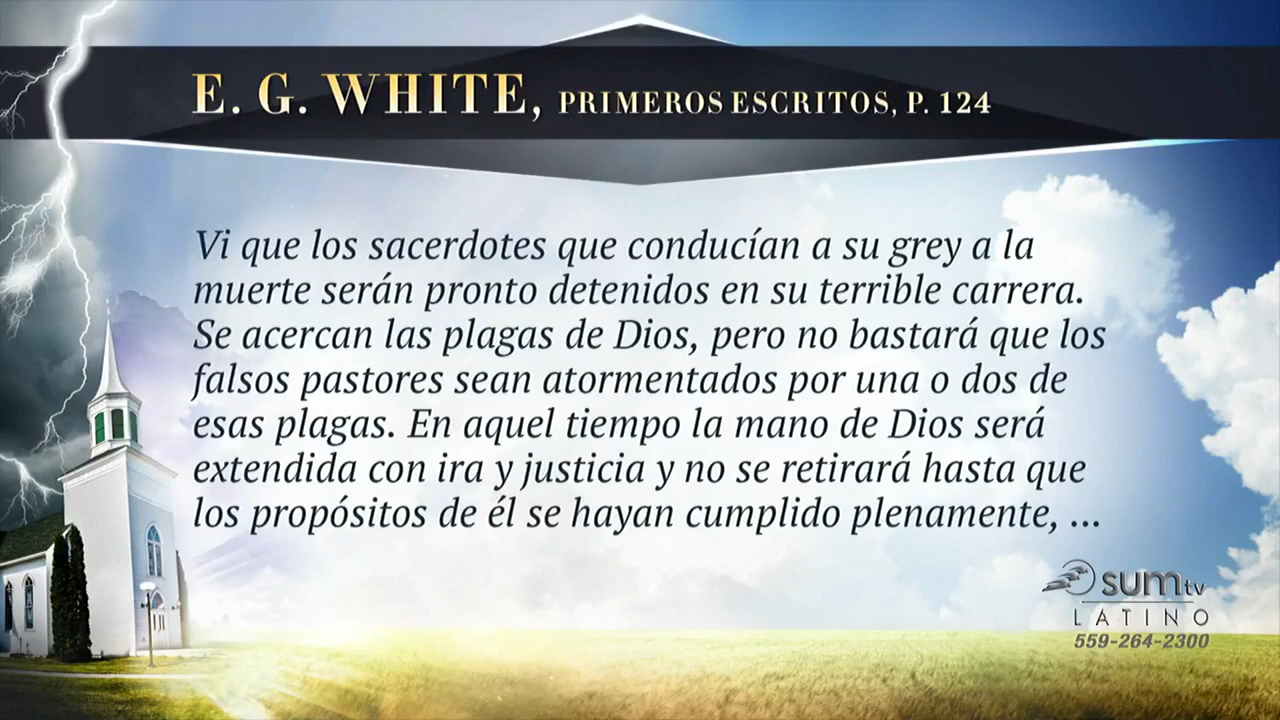 E. G. WHITE, PRIMEROS ESCRITOS, P. 124
Vi que los sacerdotes que conducían a su grey a la
muerte serán pronto detenidos en su terrible carrera.
Se acercan las plagas de Dios, pero no bastará que los
falsos pastores sean atormentados por una o dos de
esas plagas. En aquel tiempo la mano de Dios será
extendida con ira y justicia y no se retirará hasta que
los propósitos de él se hayan cumplido plenamente, ...
sumtv
LATINO
559-264-2300